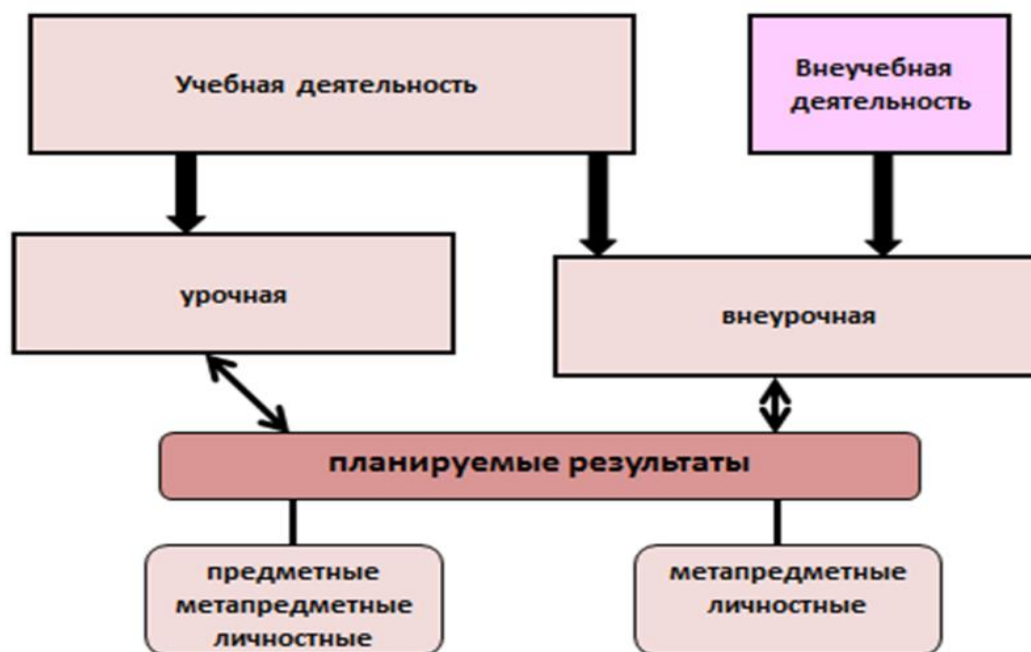 Учебная деятельность
Внеучебная
деятельность
урочная
внеурочная
планируемые результаты
предметные
метапредметные
личностные
метапредметные
личностные